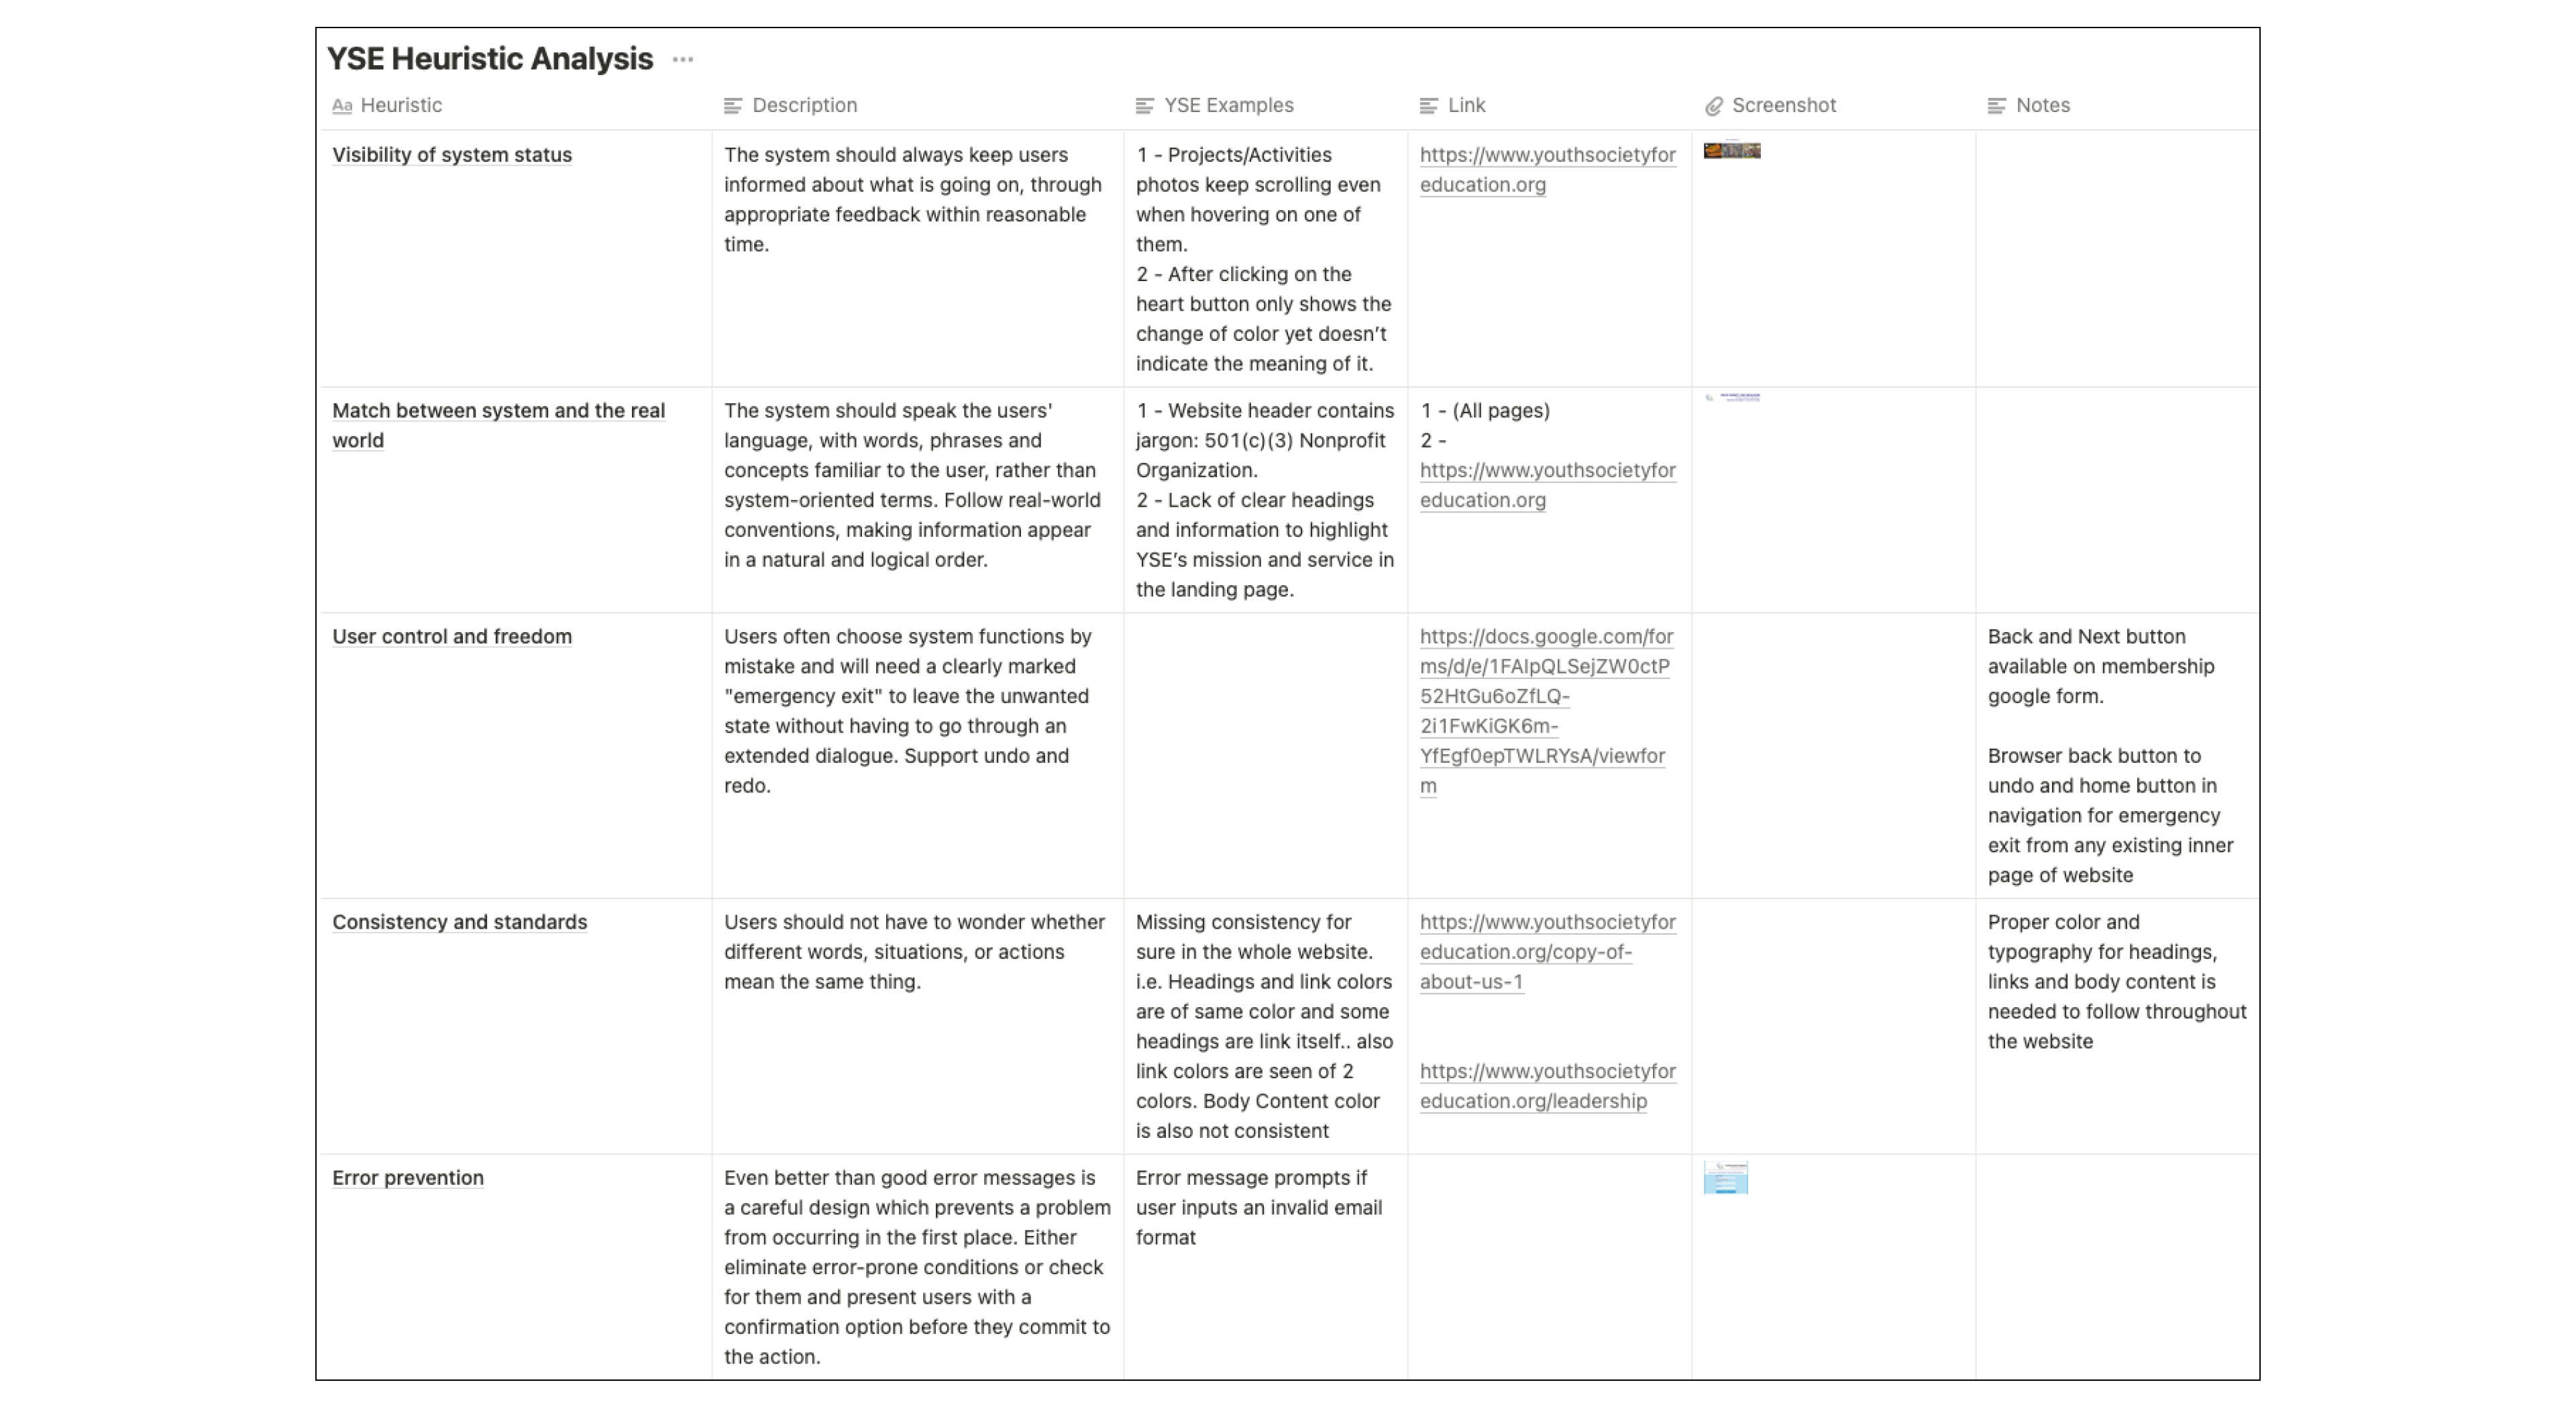 YSE Heuristic Analysis ...
Aa Heuristic
Description
YSE Examples
Link
Screenshot
Notes
Visibility of system status
The system should always keep users
informed about what is going on, through
appropriate feedback within reasonable
time.
1 - Projects/Activities
photos keep scrolling even
when hovering on one of
them.
2 - After clicking on the
heart button only shows the
change of color yet doesn't
indicate the meaning of it.
https://www.youthsocietyfor
education.org
Match between system and the real
world
The system should speak the users'
language, with words, phrases and
concepts familiar to the user, rather than
system-oriented terms. Follow real-world
conventions, making information appear
in a natural and logical order.
1 - Website header contains
jargon: 501(c)(3) Nonprofit
Organization.
2 - Lack of clear headings
and information to highlight
YSE's mission and service in
the landing page.
1 - (All pages)
2 -
https://www.youthsocietyfor
education.org
User control and freedom
Users often choose system functions by
mistake and will need a clearly marked
"emergency exit" to leave the unwanted
state without having to go through an
extended dialogue. Support undo and
redo.
https://docs.google.com/for
ms/d/e/1FAIpQLSejZW0ctP
52HtGu6oZfLQ-
2i1FwKiGK6m-
YfEgf0epTWLRYsA/viewfor
m
Back and Next button
available on membership
google form.
Browser back button to
undo and home button in
navigation for emergency
exit from any existing inner
page of website
Consistency and standards
Users should not have to wonder whether
different words, situations, or actions
mean the same thing.
Missing consistency for
sure in the whole website.
i.e. Headings and link colors
are of same color and some
headings are link itself.. also
link colors are seen of 2
colors. Body Content color
is also not consistent
https://www.youthsocietyfor
education.org/copy-of-
about-us-1
https://www.youthsocietyfor
education.org/leadership
Proper color and
typography for headings,
links and body content is
needed to follow throughout
the website
Error prevention
Even better than good error messages is
a careful design which prevents a problem
from occurring in the first place. Either
eliminate error-prone conditions or check
for them and present users with a
confirmation option before they commit to
the action.
Error message prompts if
user inputs an invalid email
format